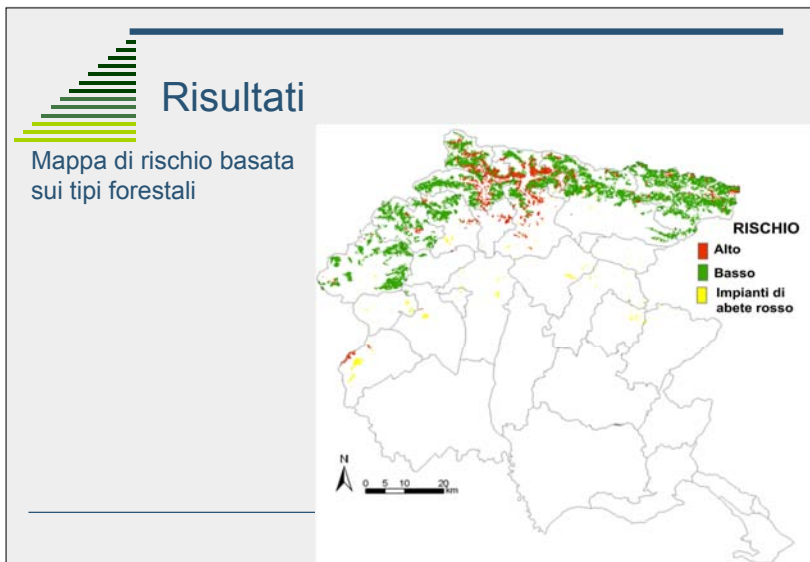 Risultati
Mappa di rischio basata
sui tipi forestali
RISCHIO
Alto
Basso
Impianti di
abete rosso
N
0 5 10 20
km